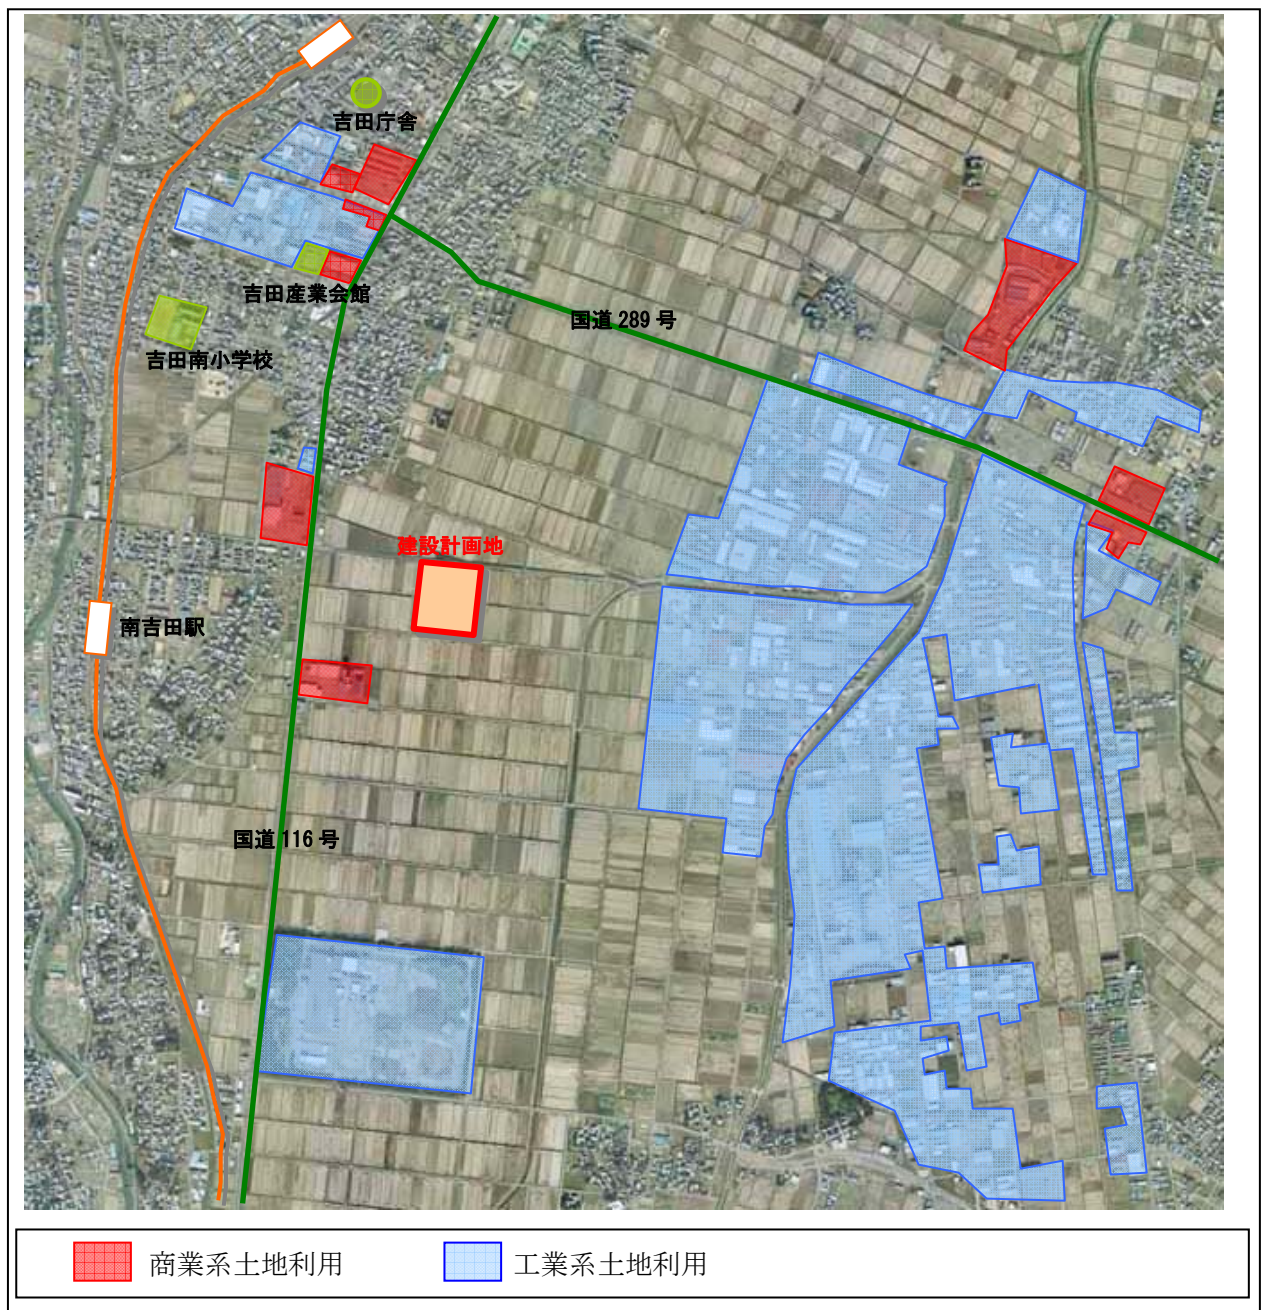 吉田庁舎
吉田産業会館
国道 289 号
吉田南小学校
建設計画地
南吉田駅
国道 116 号
商業系土地利用
工業系土地利用